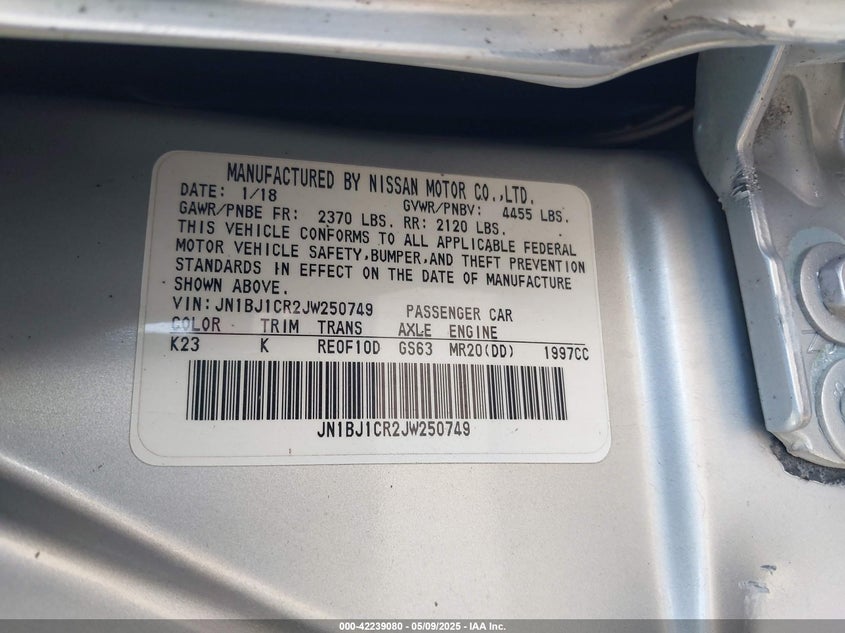 MANUFACTURED BY NISSAN MOTOR CO.,LTD.
DATE: 1/18 GVWR/PNBV: 4455 LBS.
GAWR/PNBE FR: 2370 LBS. RR: 2120 LBS.
THIS VEHICLE CONFORMS TO ALL APPLICABLE FEDERAL
MOTOR VEHICLE SAFETY,BUMPER,AND THEFT PREVENTION
STANDARDS IN EFFECT ON THE DATE OF MANUFACTURE
SHOWN ABOVE.
VIN:JN1BJ1CR2JW250749 PASSENGER CAR
COLOR TRIM TRANS AXLE ENGINE
K23 K RE0F10D GS63 MR20(DD) 1997CC
JN1BJ1CR2JW250749
000-42239080 - 05/09/2025 - IAA Inc.